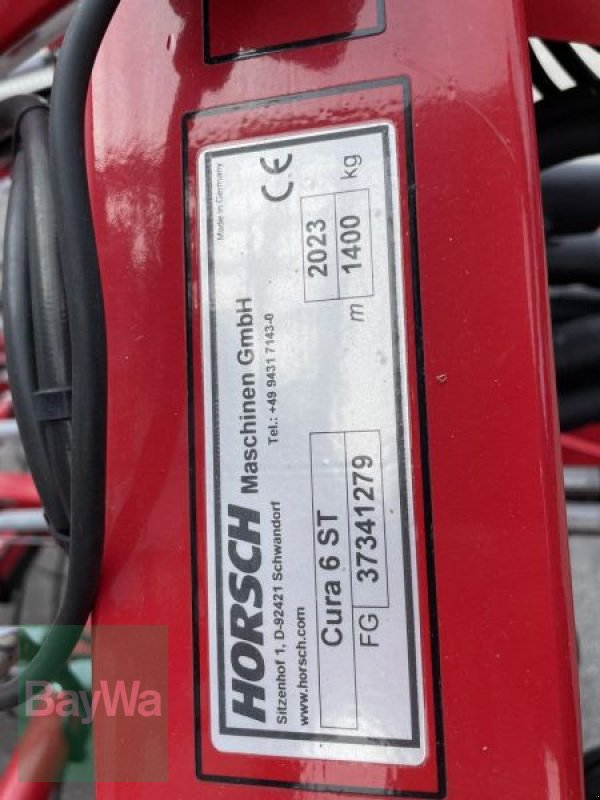 HORSCH Maschinen GmbH
Sitzenhof 1, D-92421 Schwandorf Tel.: +49 9431 7143-0
www.horsch.com
Made in Germany
CE
Cura 6 ST 2023
FG 37341279 m 1400 kg
BayWa